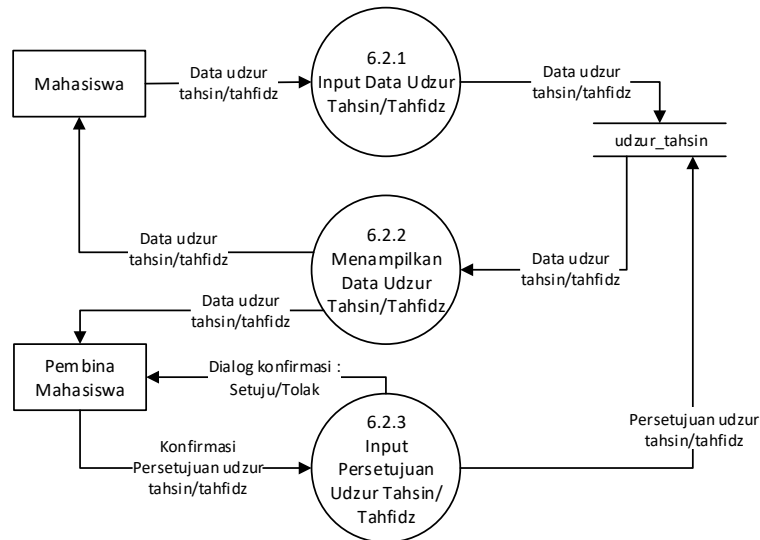 Mahasiswa
Data udzur
tahsin/tahfidz
6.2.1
Input Data Udzur
Tahsin/Tahfidz
Data udzur
tahsin/tahfidz
udzur_tahsin
Data udzur
tahsin/tahfidz
6.2.2
Menampilkan
Data Udzur
Tahsin/Tahfidz
Data udzur
tahsin/tahfidz
Data udzur
tahsin/tahfidz
Pembina
Mahasiswa
Dialog konfirmasi :
Setuju/Tolak
Konfirmasi
Persetujuan udzur
tahsin/tahfidz
6.2.3
Input
Persetujuan
Udzur Tahsin/
Tahfidz
Persetujuan udzur
tahsin/tahfidz